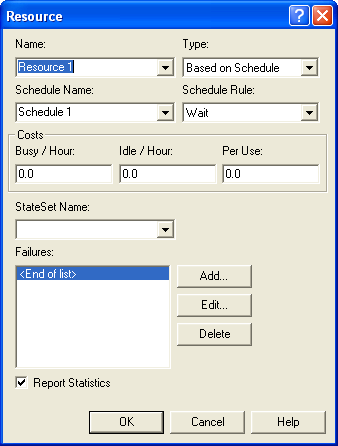 Resource
Name: Type:
Resource 1 Based on Schedule
Schedule Name: Schedule Rule:
Schedule 1 Wait
Costs
Busy / Hour: Idle / Hour: Per Use:
0.0 0.0 0.0
StateSet Name:
Failures:
<End of list>
Add...
Edit...
Delete
Report Statistics
OK Cancel Help